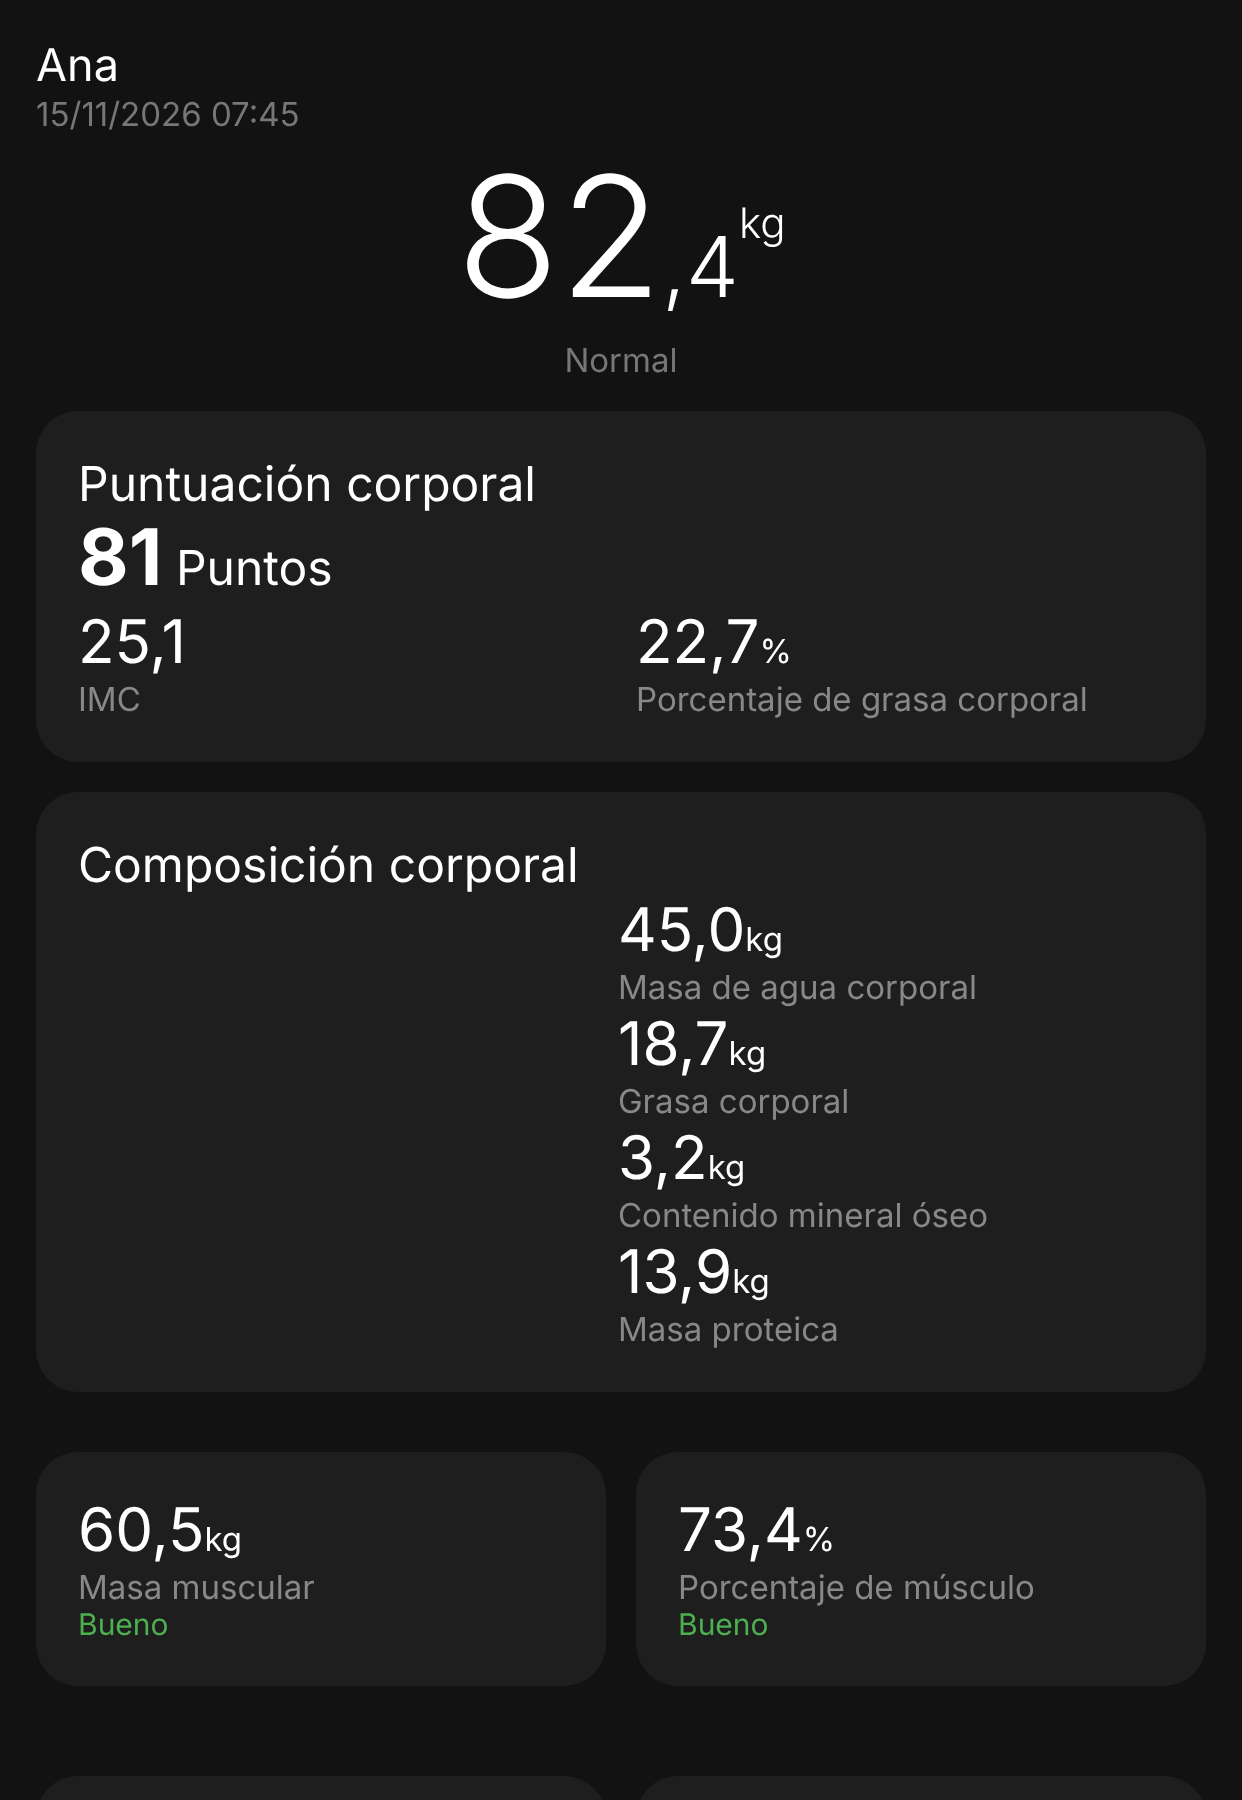 Ana
15/11/2026 07:45
82,4kg
Normal
Puntuación corporal
81 Puntos
25,1
IMC
22,7%
Porcentaje de grasa corporal
Composición corporal
45,0kg
Masa de agua corporal
18,7kg
Grasa corporal
3,2kg
Contenido mineral óseo
13,9kg
Masa proteica
60,5kg
Masa muscular
Bueno
73,4%
Porcentaje de músculo
Bueno